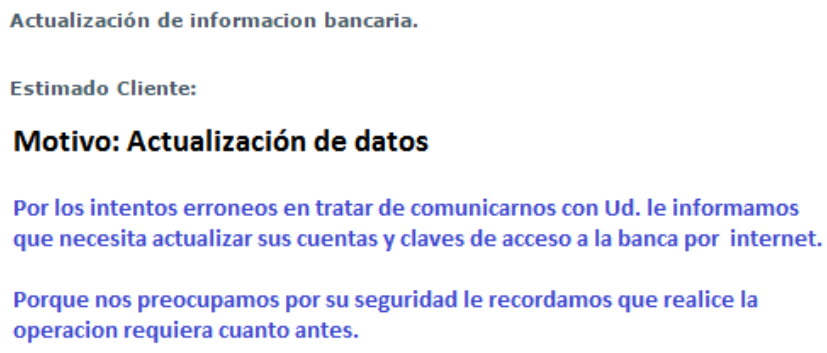 Actualización de informacion bancaria.
Estimado Cliente:
Motivo: Actualización de datos
Por los intentos erroneos en tratar de comunicarnos con Ud. le informamos
que necesita actualizar sus cuentas y claves de acceso a la banca por internet.
Porque nos preocupamos por su seguridad le recordamos que realice la
operacion requiera cuanto antes.